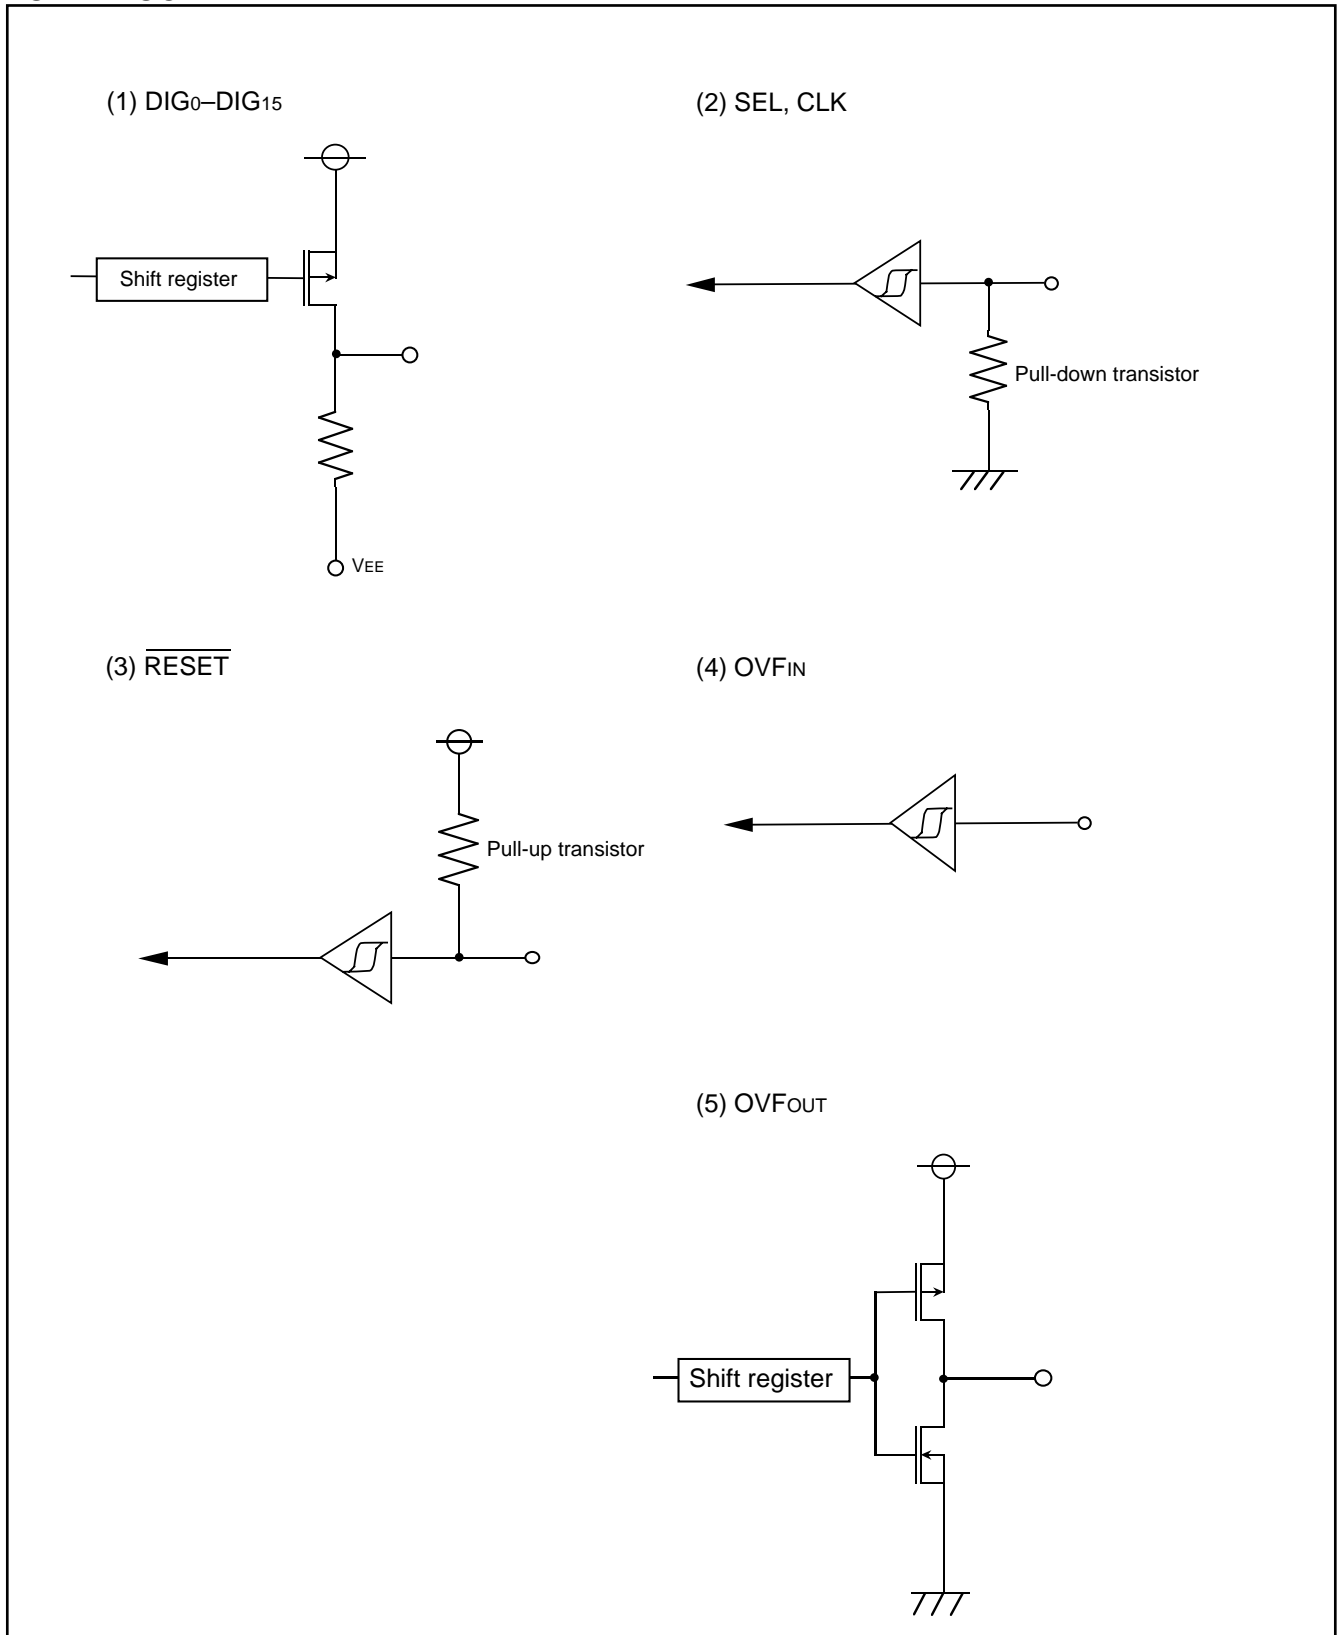 (1) DIG0–DIG15
(2) SEL, CLK
Shift register
Pull-down transistor
VEE
(3) RESET
(4) OVFIN
Pull-up transistor
(5) OVFOUT
Shift register